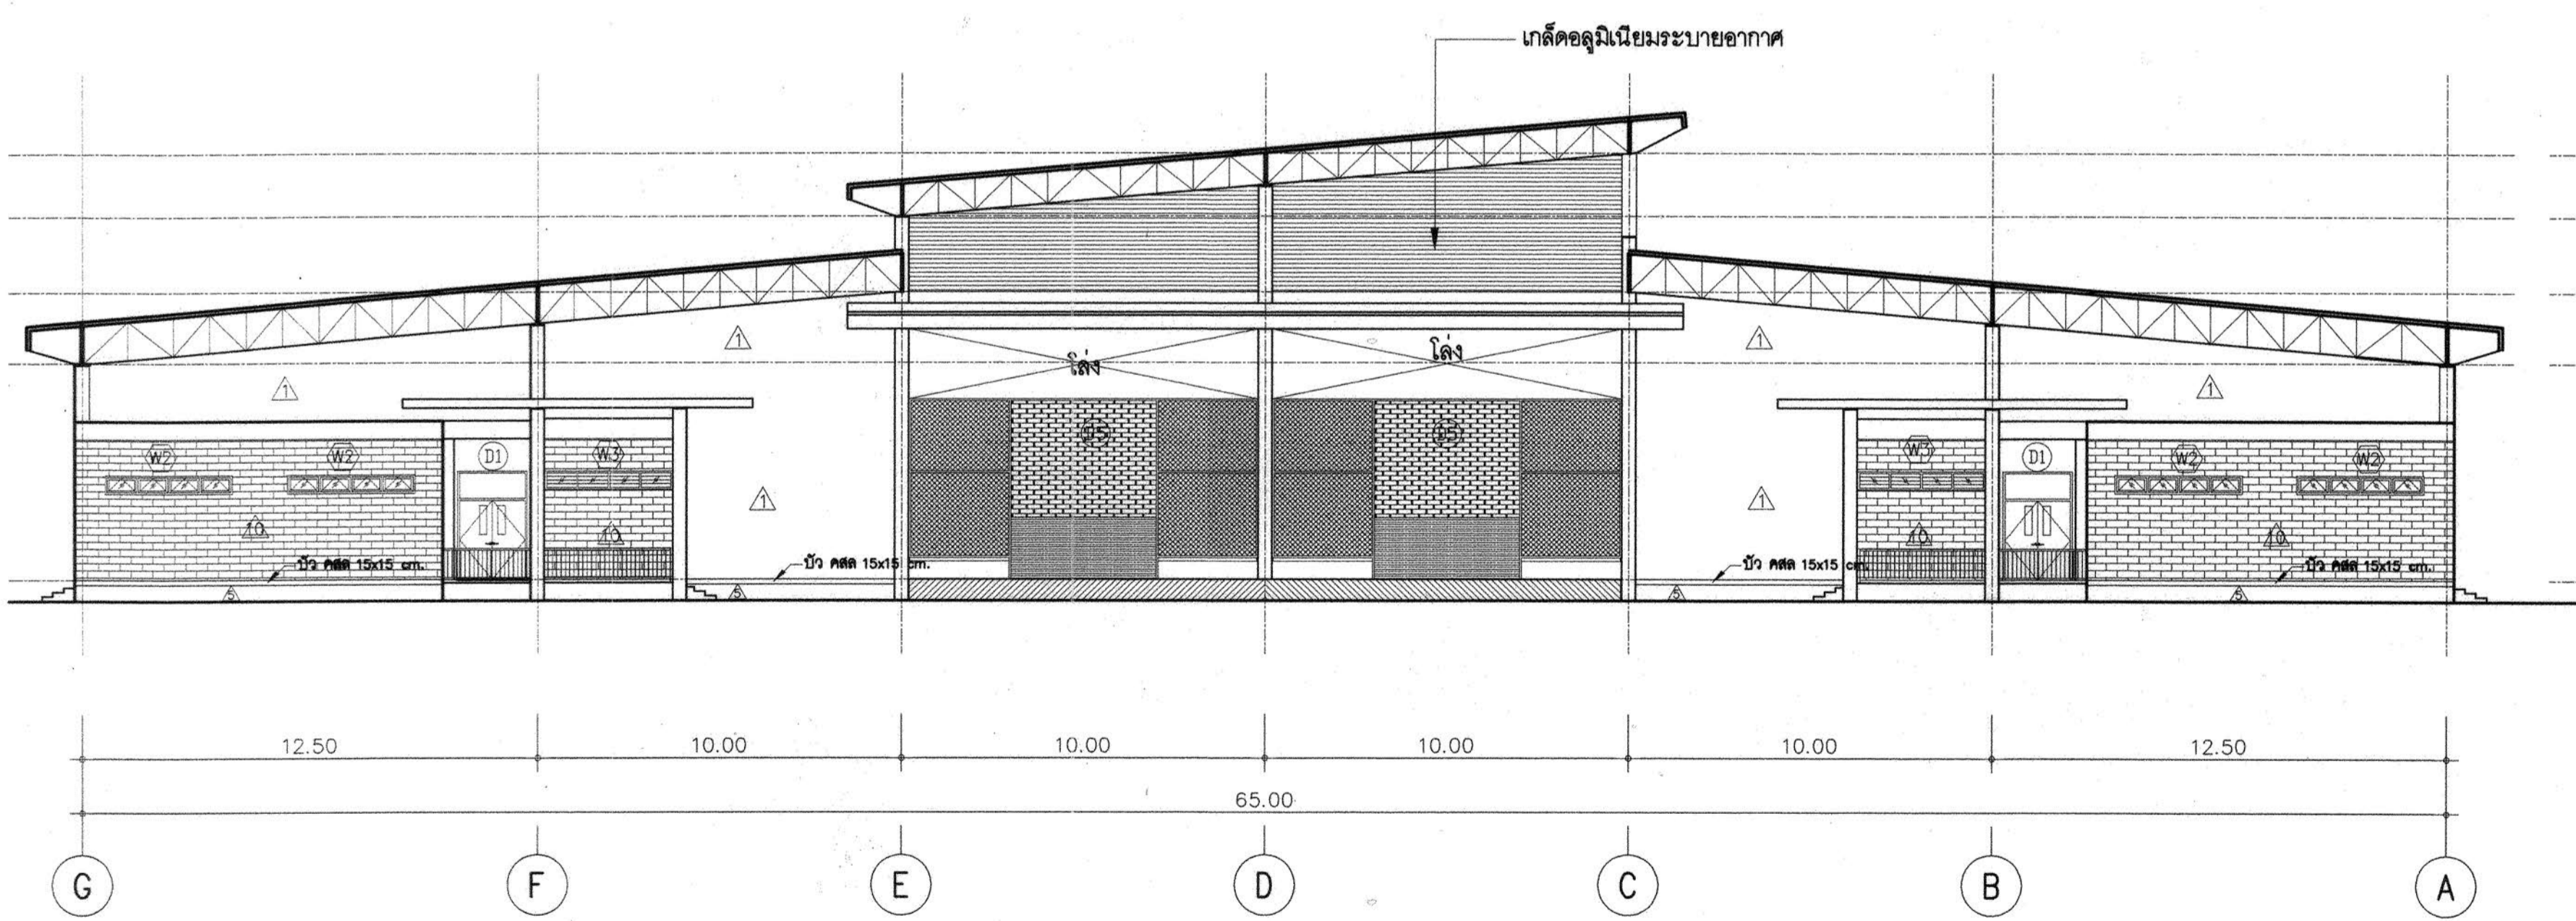 เกล็ดอลูมิเนียมระบายอากาศ
1 1
โล่ง โล่ง
1 1
W2 W2 D1 W3 D5 D5 W3 D1 W2 W2
1 1
10 10 10 10
บัว คสล 15x15 cm. บัว คสล 15x15 cm. บัว คสล 15x15 cm. บัว คสล 15x15 cm.
5 5 5 5
12.50 10.00 10.00 10.00 10.00 12.50
65.00
G F E D C B A